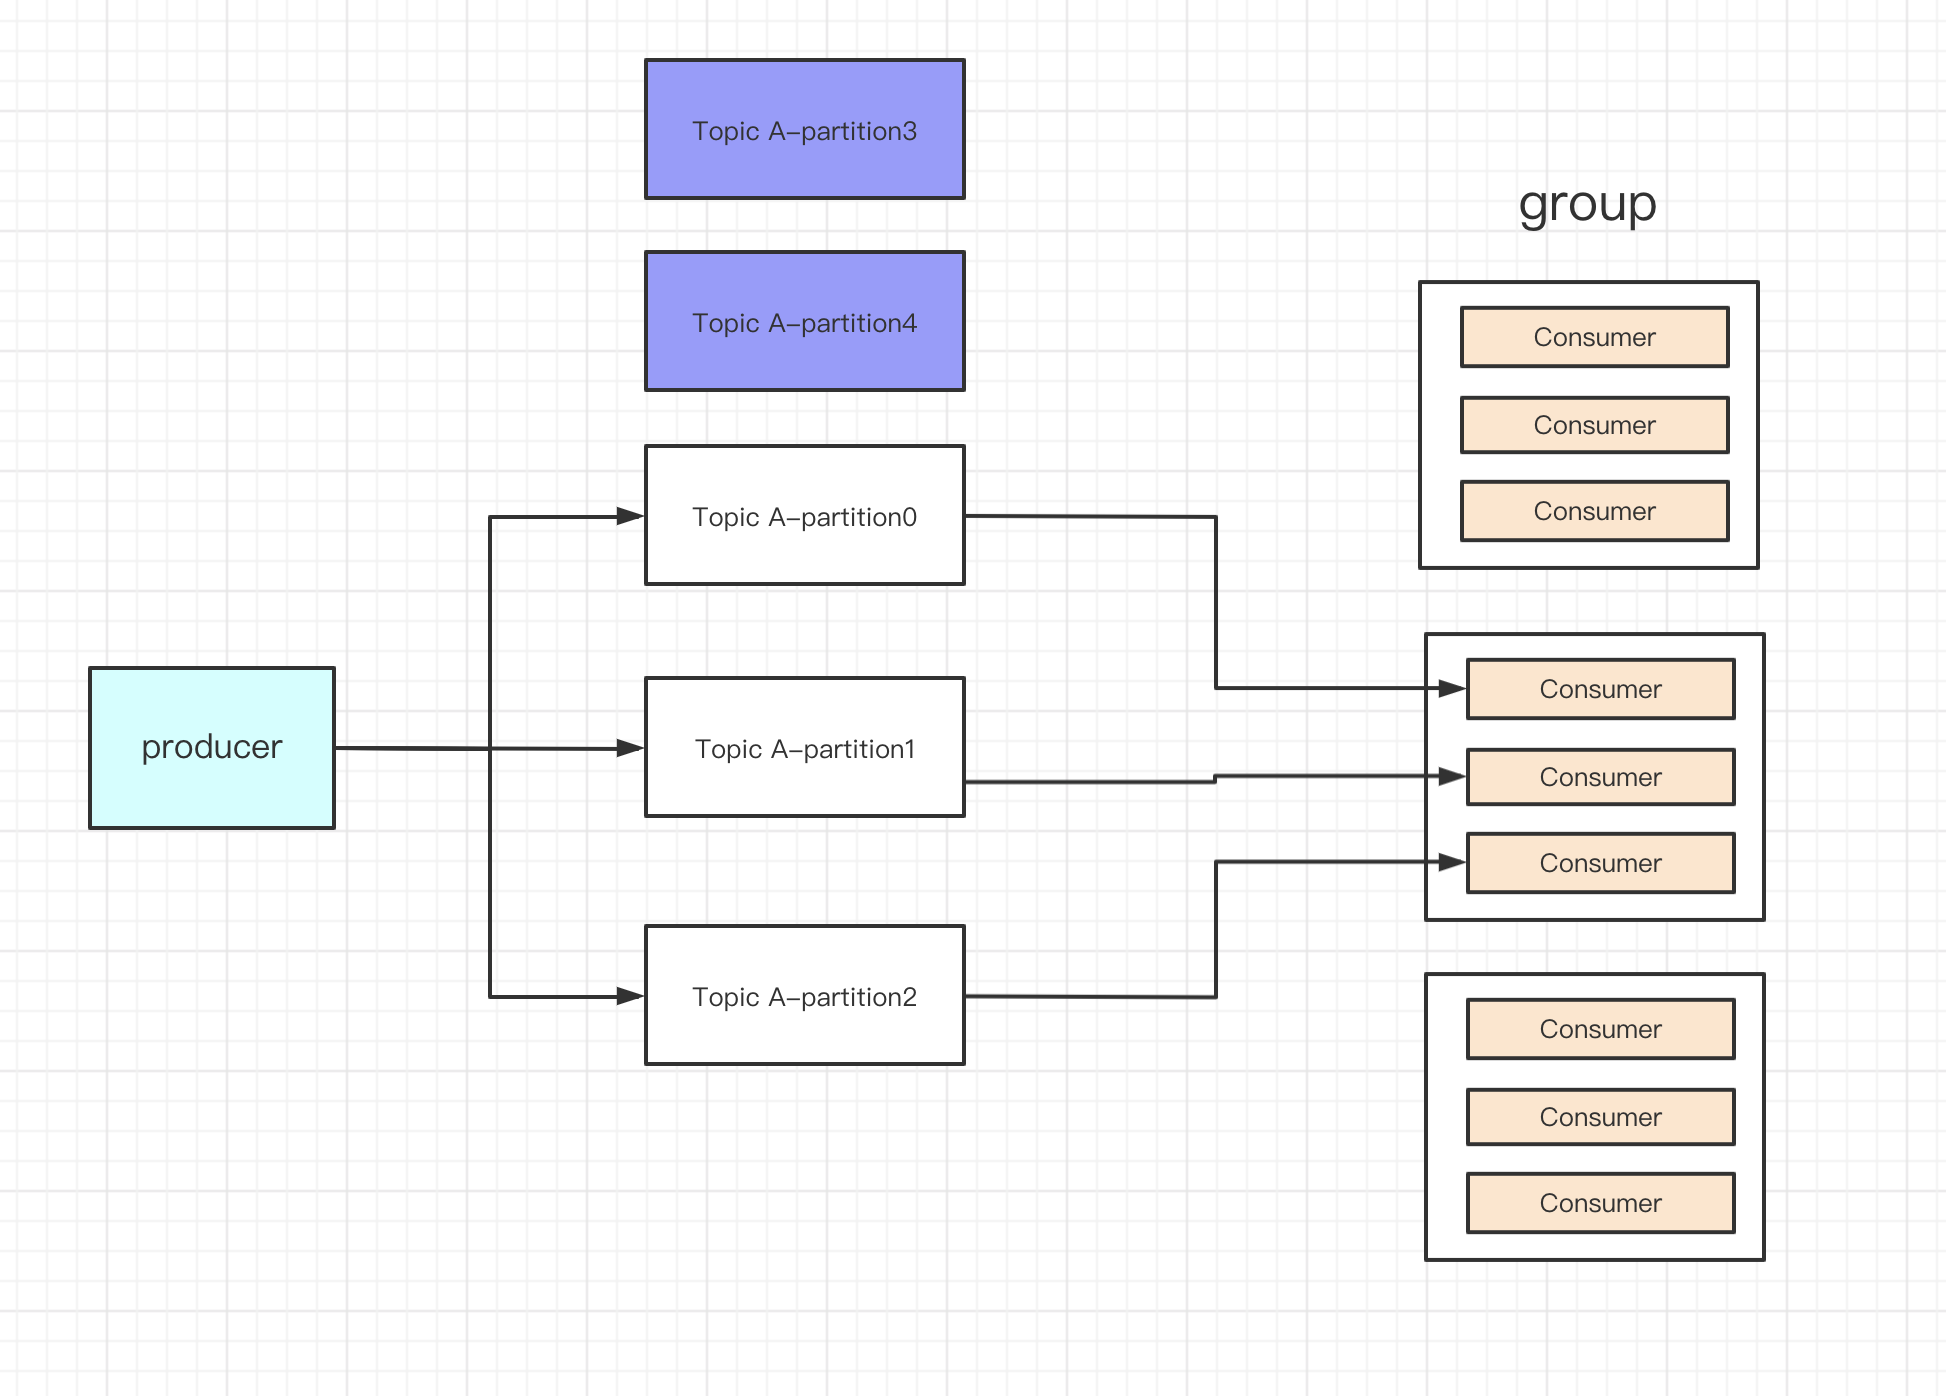 Topic A-partition3
group
Topic A-partition4
Consumer
Consumer
Consumer
Topic A-partition0
producer
Topic A-partition1
Topic A-partition2
Consumer
Consumer
Consumer
Consumer
Consumer
Consumer